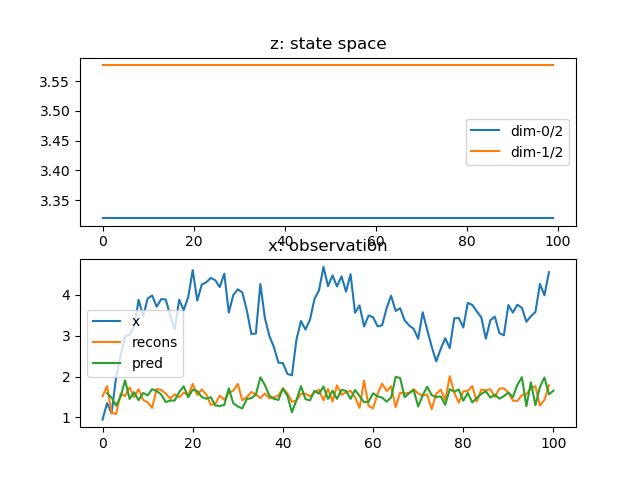 z: state space
3.55
3.50
3.45
3.40
3.35
dim-0/2
dim-1/2
0 20 40 60 80 100
x: observation
4
3
2
1
x
recons
pred
0 20 40 60 80 100